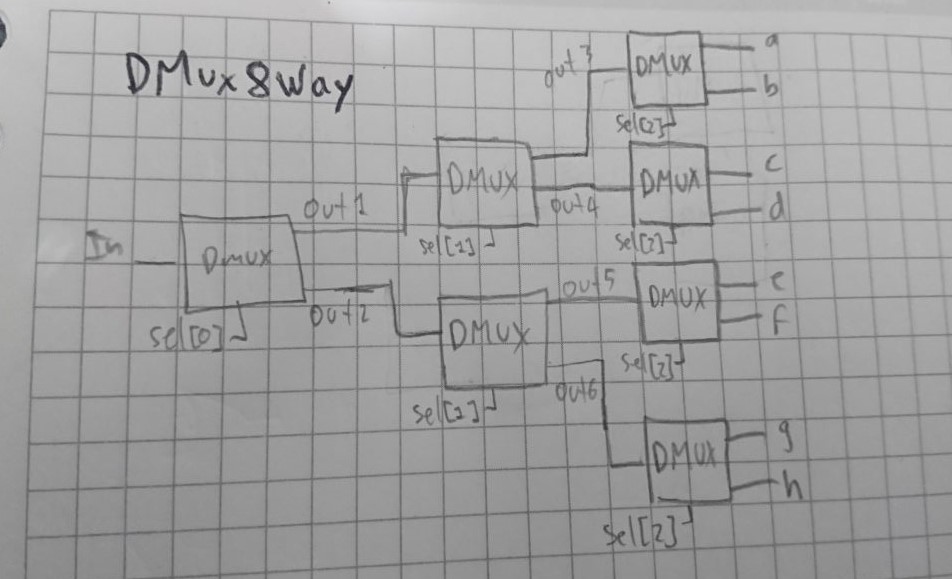 DMux8Way
out3
DMUX
a
b
sel[2]
DMUX
out4
DMUX
c
d
sel[1]
sel[2]
In
DMUX
out1
out2
sel[0]
DMUX
out5
out6
sel[1]
DMUX
e
f
sel[2]
DMUX
g
h
sel[2]